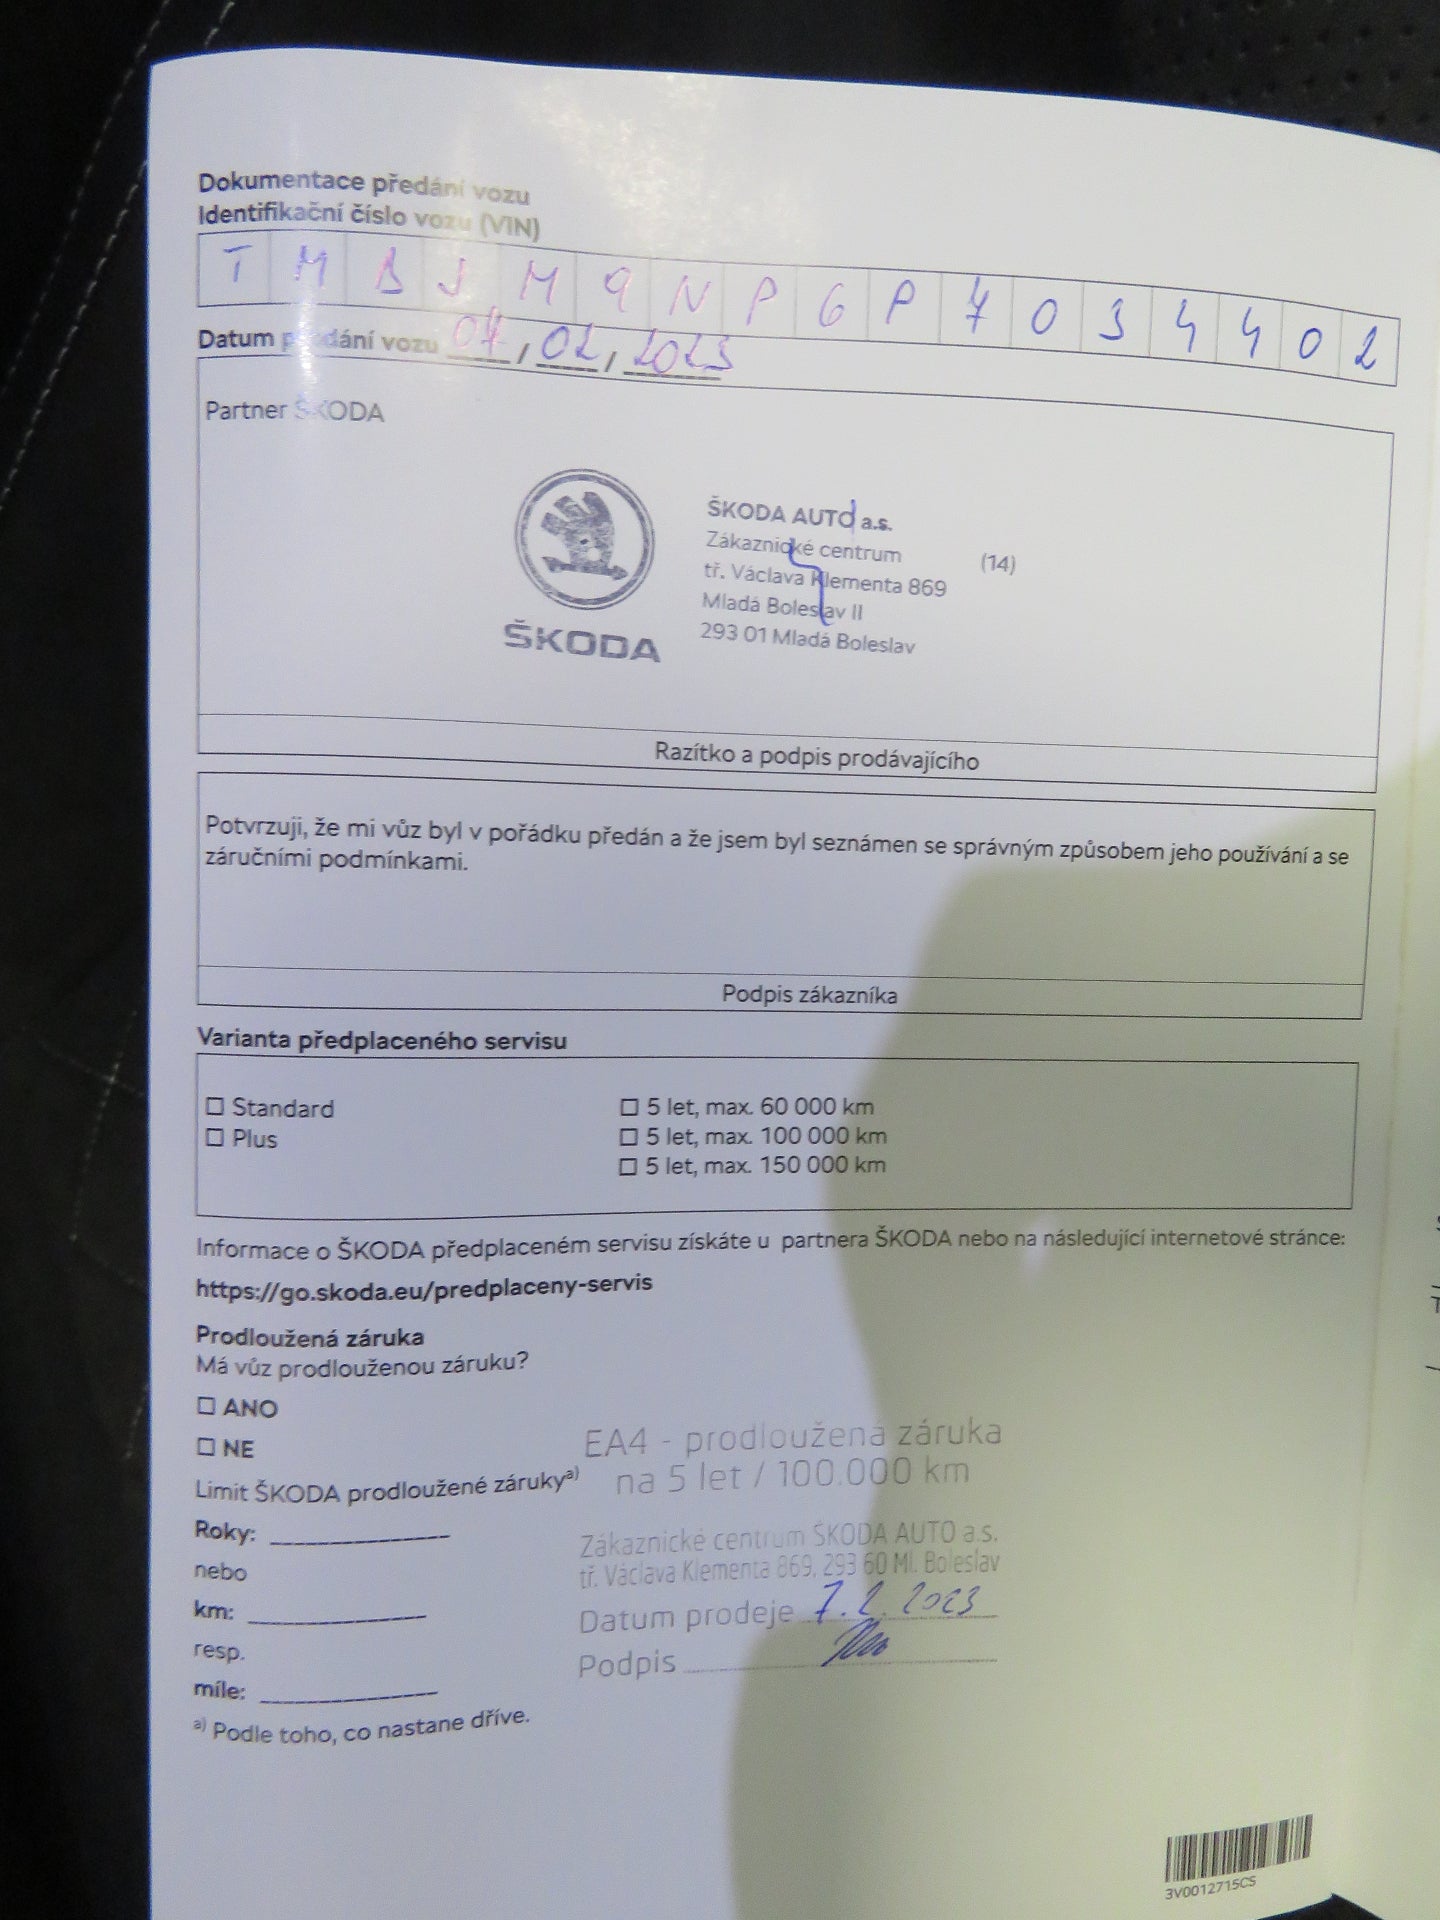 Dokumentace předání vozu
Identifikační číslo vozu (VIN)
T M B J M 9 N P 6 P 7 0 3 4 4 0 2
Datum předání vozu 07, 02, 2023
Partner ŠKODA
ŠKODA AUTO a.s.
Zákaznické centrum (14)
tř. Václava Klementa 869
Mladá Boleslav II
293 01 Mladá Boleslav
ŠKODA
Razítko a podpis prodávajícího
Potvrzuji, že mi vůz byl v pořádku předán a že jsem byl seznámen se správným způsobem jeho používání a se
záručními podmínkami.
Podpis zákazníka
Varianta předplaceného servisu
☐ Standard ☐ 5 let, max. 60 000 km
☐ Plus ☐ 5 let, max. 100 000 km
☐ 5 let, max. 150 000 km
Informace o ŠKODA předplaceném servisu získáte u partnera ŠKODA nebo na následující internetové stránce:
https://go.skoda.eu/predplaceny-servis
Prodloužená záruka
Má vůz prodlouženou záruku?
☐ ANO
☐ NE
Limit ŠKODA prodloužené záruky a)
EA4 - prodloužená záruka
na 5 let / 100.000 km
Roky:
nebo
km:
resp.
míle:
Zákaznické centrum ŠKODA AUTO a.s.
tř. Václava Klementa 869, 293 60 Ml. Boleslav
Datum prodeje 7. 2. 2023
Podpis
a) Podle toho, co nastane dříve.
3V0012715CS